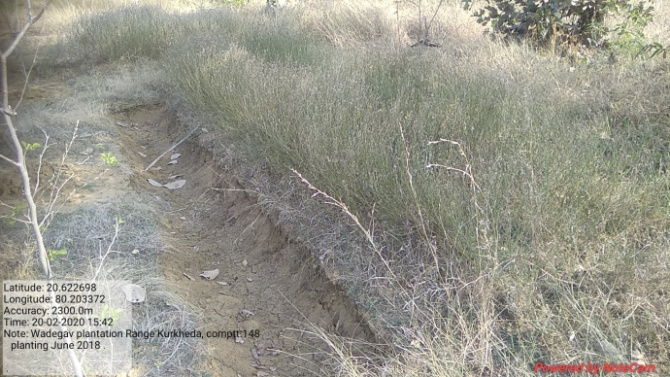 Latitude: 20.622698
Longitude: 80.203372
Accuracy: 2300.0m
Time: 20-02-2020 15:42
Note: Wadegav plantation Range Kurkheda, comptt:148
planting June 2018 .
Powered by NoteCam